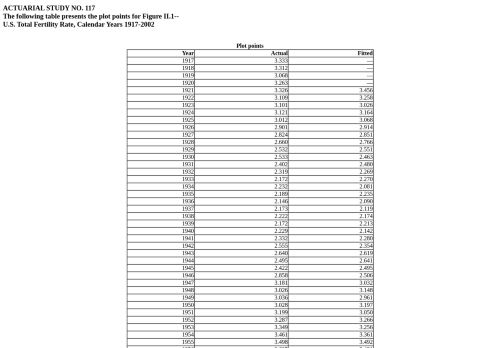 ACTUARIAL STUDY NO. 117
The following table presents the plot points for Figure II.1--
U.S. Total Fertility Rate, Calendar Years 1917-2002
Plot points
Year Actual Fitted
1917 3.333 —
1918 3.312 —
1919 3.068 —
1920 3.263 —
1921 3.326 3.456
1922 3.109 3.258
1923 3.101 3.026
1924 3.121 3.164
1925 3.012 3.068
1926 2.901 2.914
1927 2.824 2.851
1928 2.660 2.766
1929 2.532 2.551
1930 2.533 2.463
1931 2.402 2.480
1932 2.319 2.269
1933 2.172 2.270
1934 2.232 2.081
1935 2.189 2.235
1936 2.146 2.090
1937 2.173 2.119
1938 2.222 2.174
1939 2.172 2.213
1940 2.229 2.142
1941 2.332 2.280
1942 2.555 2.354
1943 2.640 2.619
1944 2.495 2.641
1945 2.422 2.495
1946 2.858 2.506
1947 3.181 3.032
1948 3.026 3.148
1949 3.036 2.961
1950 3.028 3.197
1951 3.199 3.050
1952 3.287 3.266
1953 3.349 3.256
1954 3.461 3.361
1955 3.498 3.492